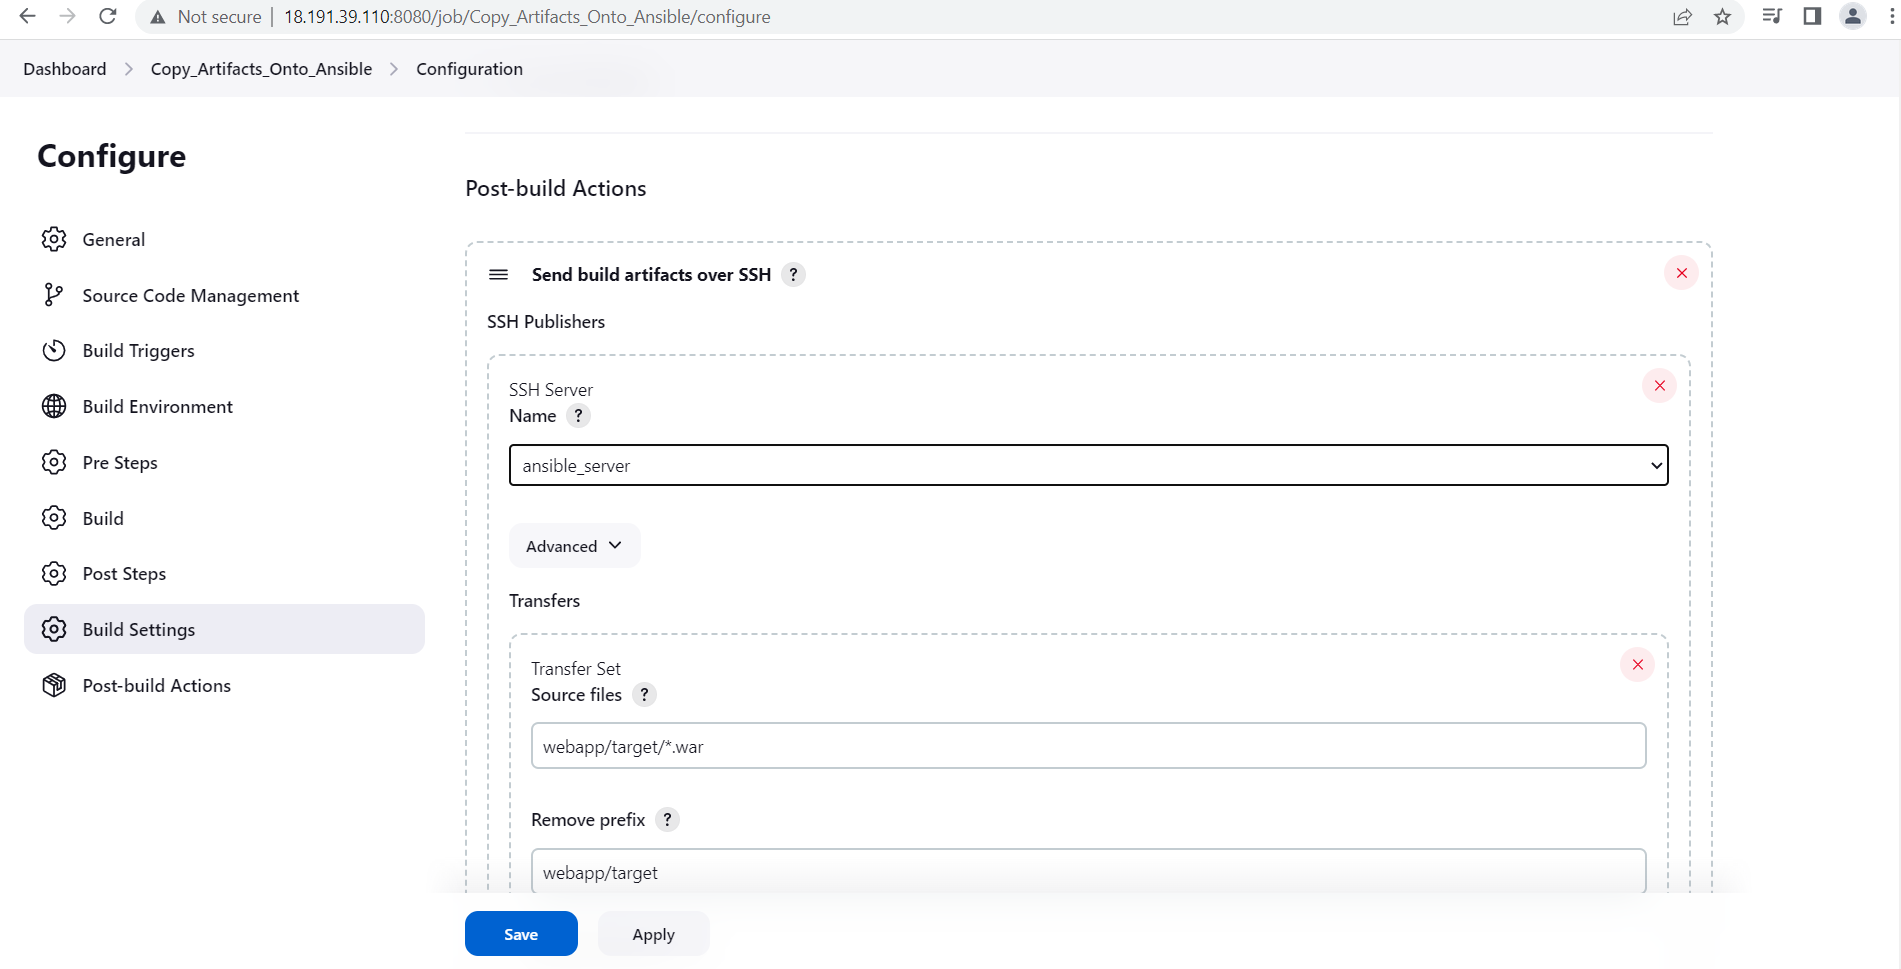 Not secure | 18.191.39.110:8080/job/Copy_Artifacts_Onto_Ansible/configure
Dashboard > Copy_Artifacts_Onto_Ansible > Configuration
Configure
General
Source Code Management
Build Triggers
Build Environment
Pre Steps
Build
Post Steps
Build Settings
Post-build Actions
Post-build Actions
Send build artifacts over SSH ?
SSH Publishers
SSH Server
Name ?
ansible_server
Advanced
Transfers
Transfer Set
Source files ?
webapp/target/*.war
Remove prefix ?
webapp/target
Save Apply